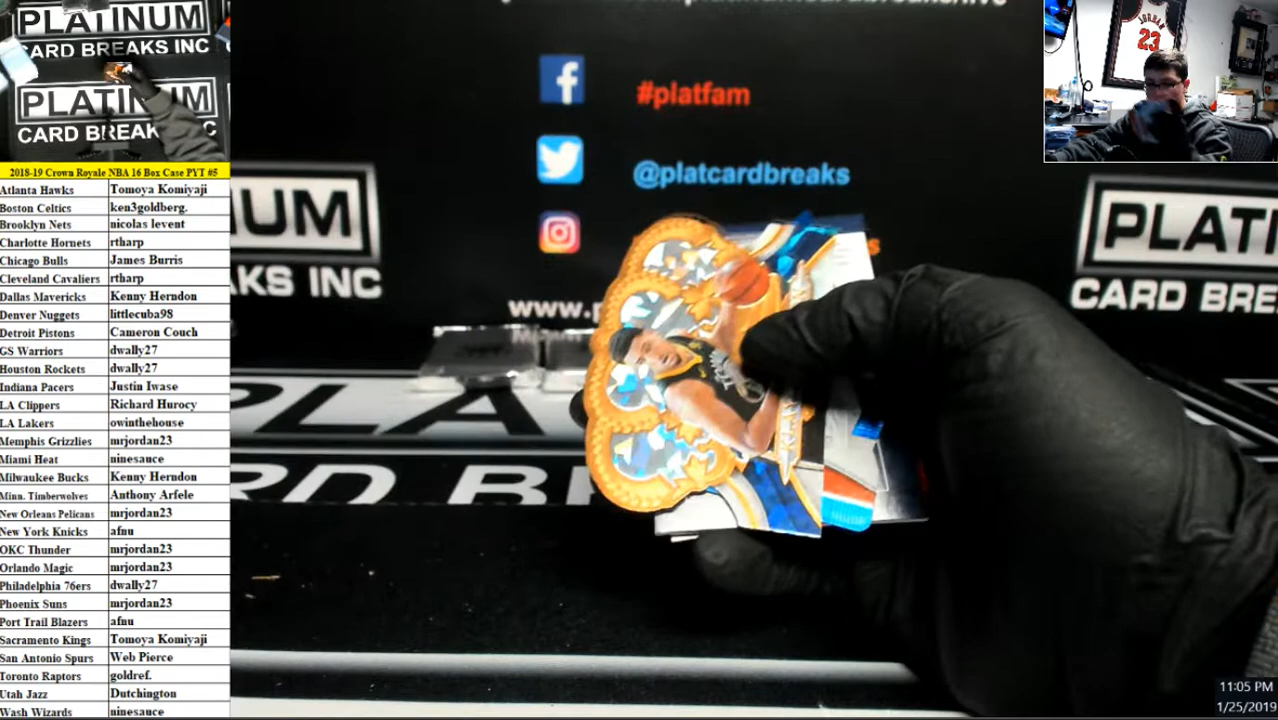 PLATINUM
CARD BREAKS INC
PLATINUM
CARD BREAKS INC
2018-19 Crown Royale NBA 16 Box Case PYT #5
Atlanta Hawks Tomoya Komiyaji
Boston Celtics ken3goldberg.
Brooklyn Nets nicolas levent
Charlotte Hornets rtharp
Chicago Bulls James Burris
Cleveland Cavaliers rtharp
Dallas Mavericks Kenny Herndon
Denver Nuggets littlecuba98
Detroit Pistons Cameron Couch
GS Warriors dwally27
Houston Rockets dwally27
Indiana Pacers Justin Iwase
LA Clippers Richard Hurocy
LA Lakers owinthehouse
Memphis Grizzlies mrjordan23
Miami Heat ninesauce
Milwaukee Bucks Kenny Herndon
Minn. Timberwolves Anthony Arfele
New Orleans Pelicans mrjordan23
New York Knicks afnu
OKC Thunder mrjordan23
Orlando Magic mrjordan23
Philadelphia 76ers dwally27
Phoenix Suns mrjordan23
Port Trail Blazers afnu
Sacramento Kings Tomoya Komiyaji
San Antonio Spurs Web Pierce
Toronto Raptors goldref.
Utah Jazz Dutchington
Wash Wizards ninesauce
#platfam
@platcardbreaks
www.p
NUM
KS INC
PLATI
CARD BRE
PLA
CARD B
RD BR
JORDAN
23
11:05 PM
1/25/2019